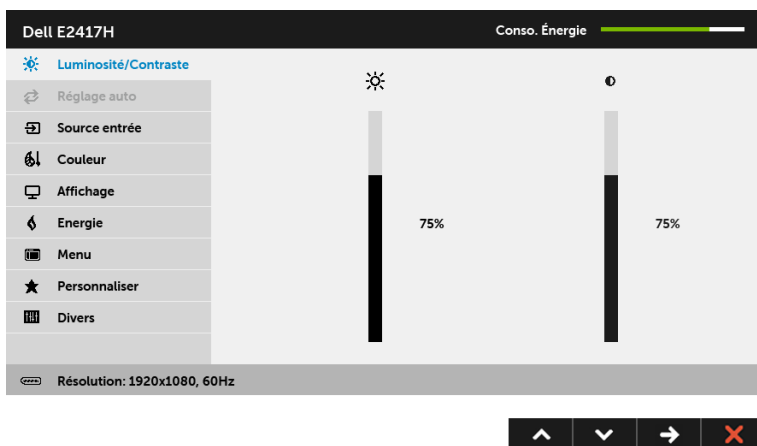 Dell E2417H
Conso. Énergie
Luminosité/Contraste
Réglage auto
Source entrée
Couleur
Affichage
Energie
75%
75%
Menu
Personnaliser
Divers
Résolution: 1920x1080, 60Hz